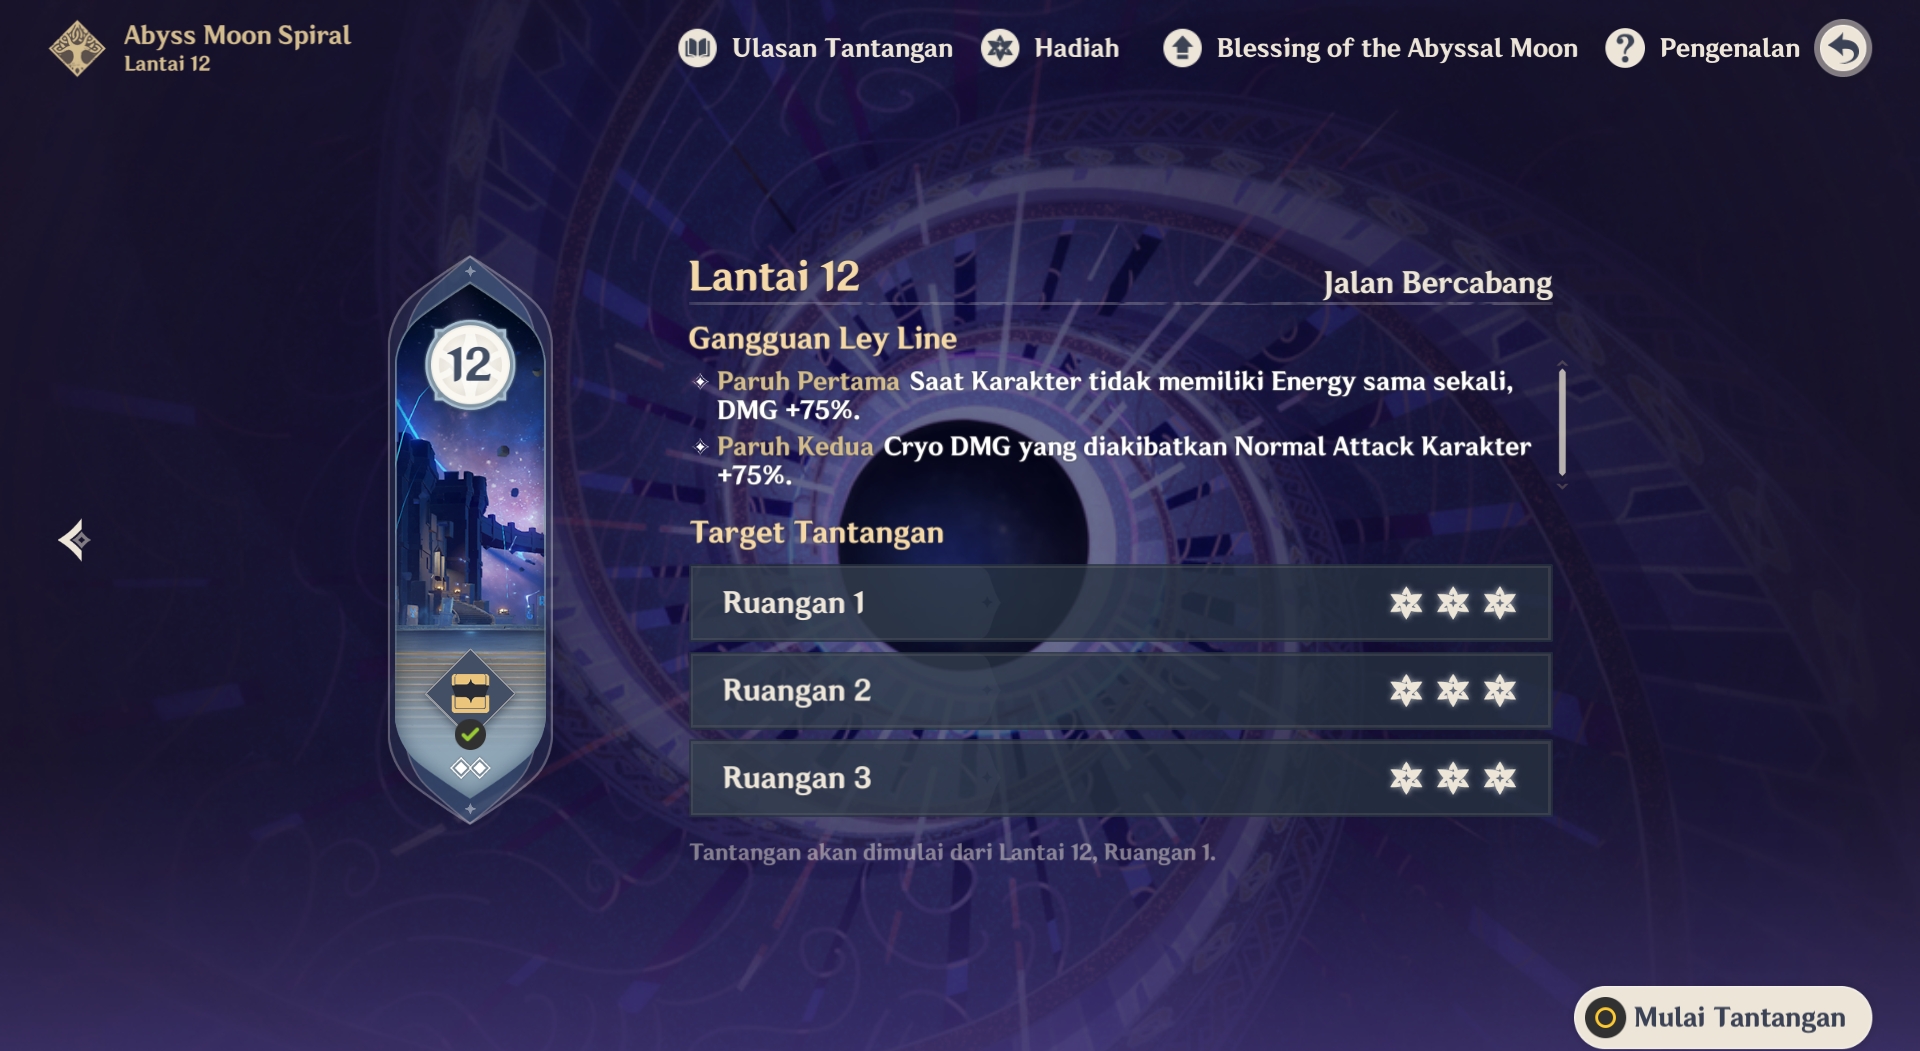 Abyss Moon Spiral
Lantai 12
Ulasan Tantangan
Hadiah
Blessing of the Abyssal Moon
Pengenalan
12
Lantai 12
Jalan Bercabang
Gangguan Ley Line
Paruh Pertama Saat Karakter tidak memiliki Energy sama sekali,
DMG +75%.
Paruh Kedua Cryo DMG yang diakibatkan Normal Attack Karakter
+75%.
Target Tantangan
Ruangan 1
Ruangan 2
Ruangan 3
Tantangan akan dimulai dari Lantai 12, Ruangan 1.
Mulai Tantangan